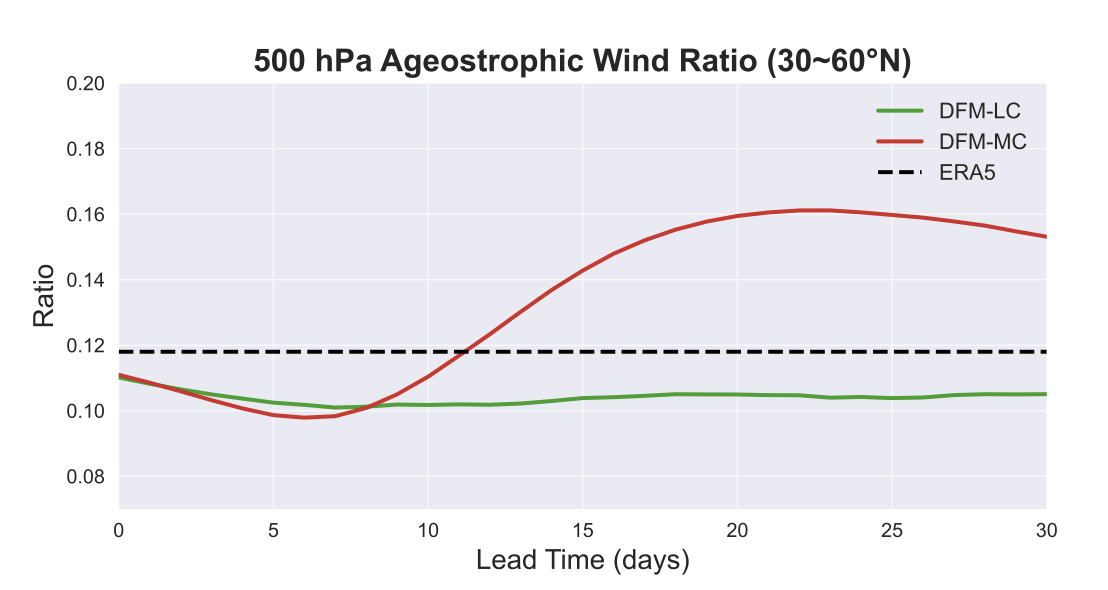 500 hPa Ageostrophic Wind Ratio (30~60°N)
0.20
0.18
0.16
0.14
0.12
0.10
0.08
Ratio
DFM-LC
DFM-MC
ERA5
0 5 10 15 20 25 30
Lead Time (days)